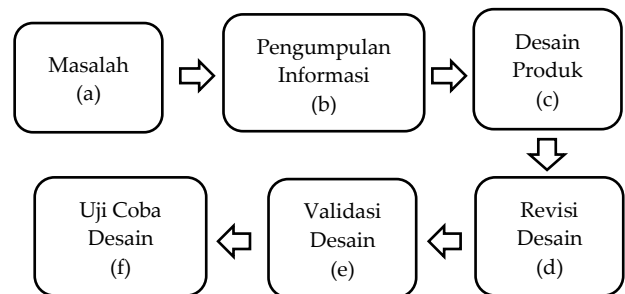 Masalah
(a)
Pengumpulan
Informasi
(b)
Desain
Produk
(c)
Revisi
Desain
(d)
Validasi
Desain
(e)
Uji Coba
Desain
(f)